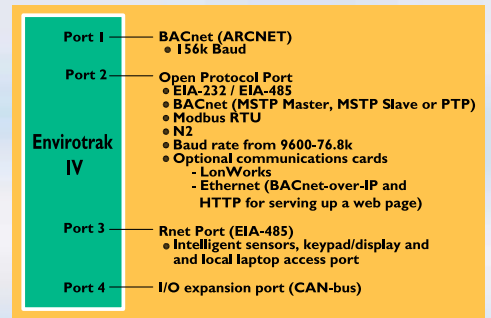 Port 1 BACnet (ARCNET)
• 156k Baud
Port 2 Open Protocol Port
• EIA-232 / EIA-485
• BACnet (MSTP Master, MSTP Slave or PTP)
• Modbus RTU
• N2
• Baud rate from 9600-76.8k
• Optional communications cards
- LonWorks
- Ethernet (BACnet-over-IP and
HTTP for serving up a web page)
Envirotrak
IV
Port 3 Rnet Port (EIA-485)
• Intelligent sensors, keypad/display and
and local laptop access port
Port 4 I/O expansion port (CAN-bus)